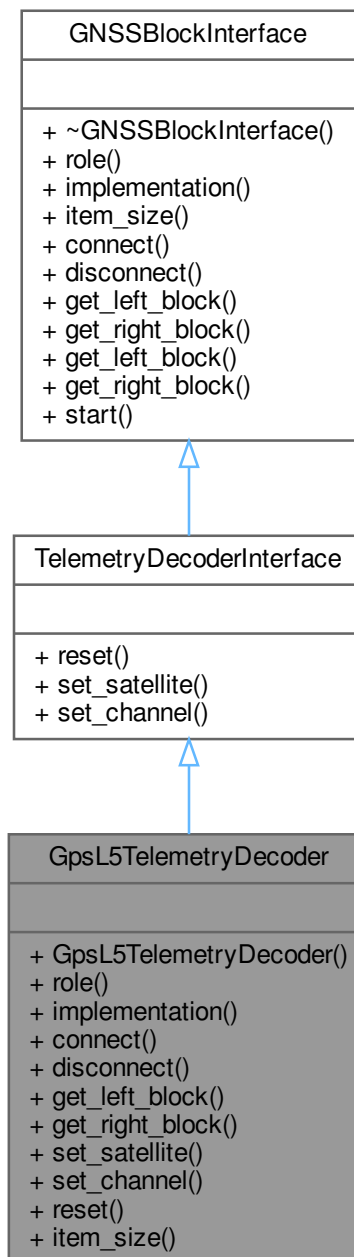 GNSSBlockInterface
+ ~GNSSBlockInterface()
+ role()
+ implementation()
+ item_size()
+ connect()
+ disconnect()
+ get_left_block()
+ get_right_block()
+ get_left_block()
+ get_right_block()
+ start()
TelemetryDecoderInterface
+ reset()
+ set_satellite()
+ set_channel()
GpsL5TelemetryDecoder
+ GpsL5TelemetryDecoder()
+ role()
+ implementation()
+ connect()
+ disconnect()
+ get_left_block()
+ get_right_block()
+ set_satellite()
+ set_channel()
+ reset()
+ item_size()